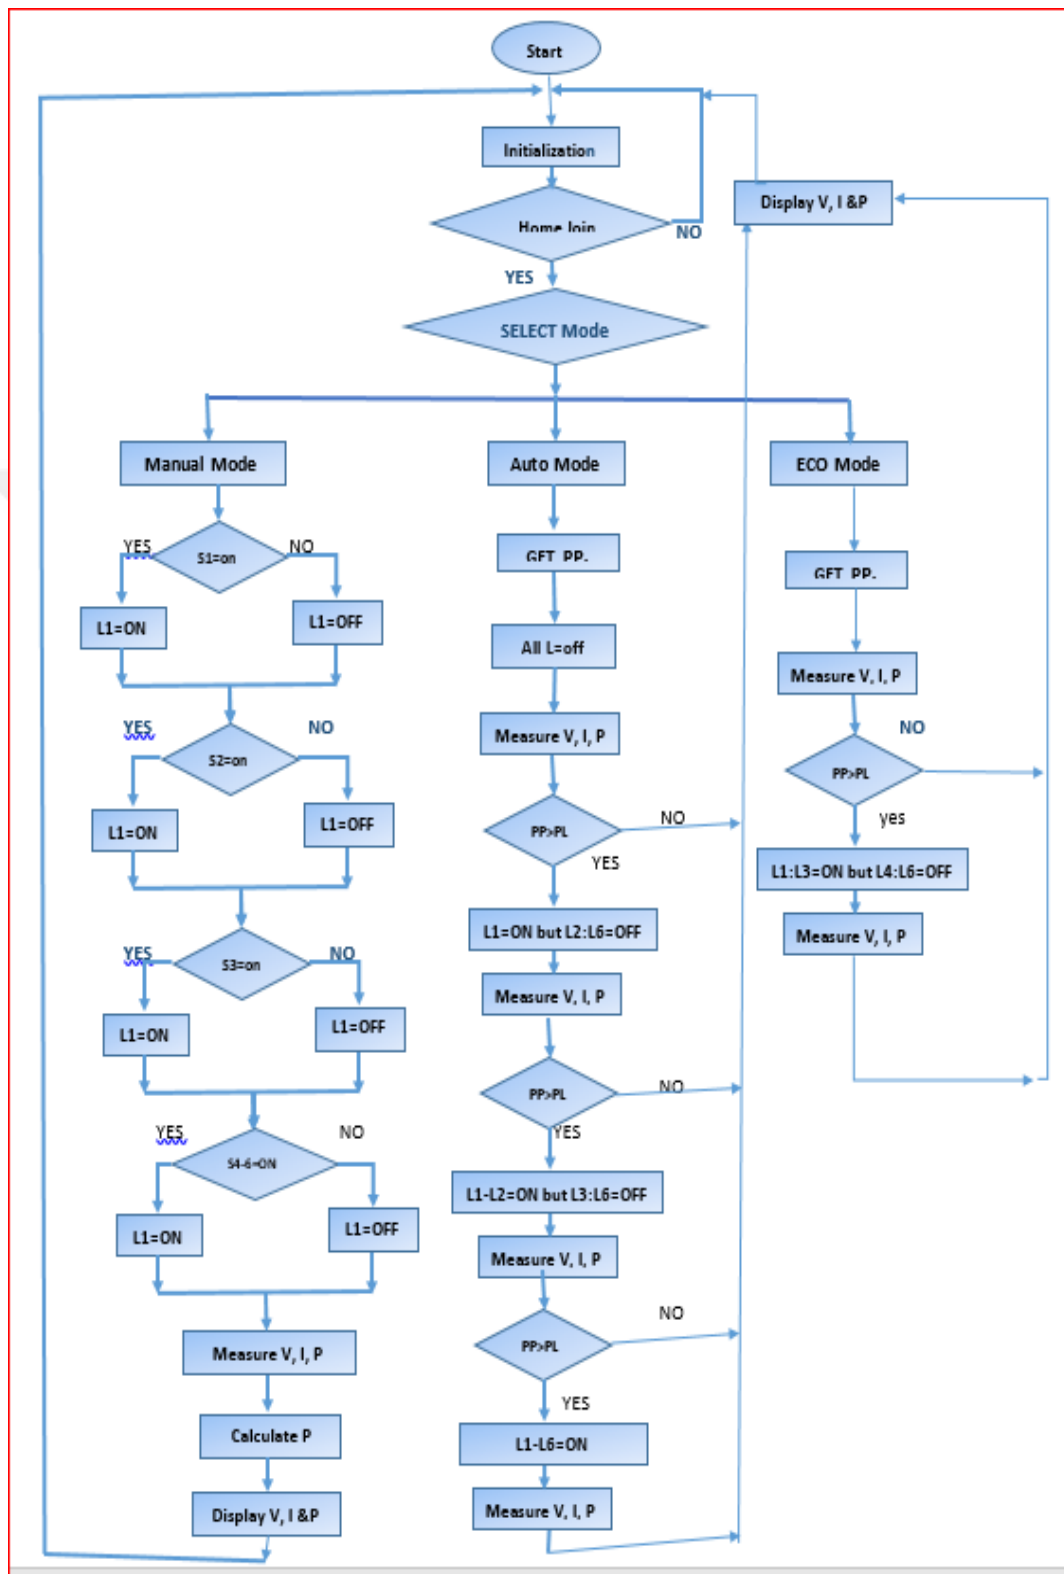 Start
Initialization
Home Join
NO
Display V, I &P
YES
SELECT Mode
Manual Mode
Auto Mode
ECO Mode
YES
S1=on
NO
L1=ON
L1=OFF
YES
NO
S2=on
L1=ON
L1=OFF
YES
S3=on
NO
L1=ON
L1=OFF
YES
NO
S4-6=ON
L1=ON
L1=OFF
Measure V, I, P
Calculate P
Display V, I &P
GET PP.
All L=off
Measure V, I, P
PP>PL
NO
YES
L1=ON but L2:L6=OFF
Measure V, I, P
PP>PL
NO
YES
L1-L2=ON but L3:L6=OFF
Measure V, I, P
PP>PL
NO
YES
L1-L6=ON
Measure V, I, P
GET PP.
Measure V, I, P
NO
PP>PL
yes
L1:L3=ON but L4:L6=OFF
Measure V, I, P